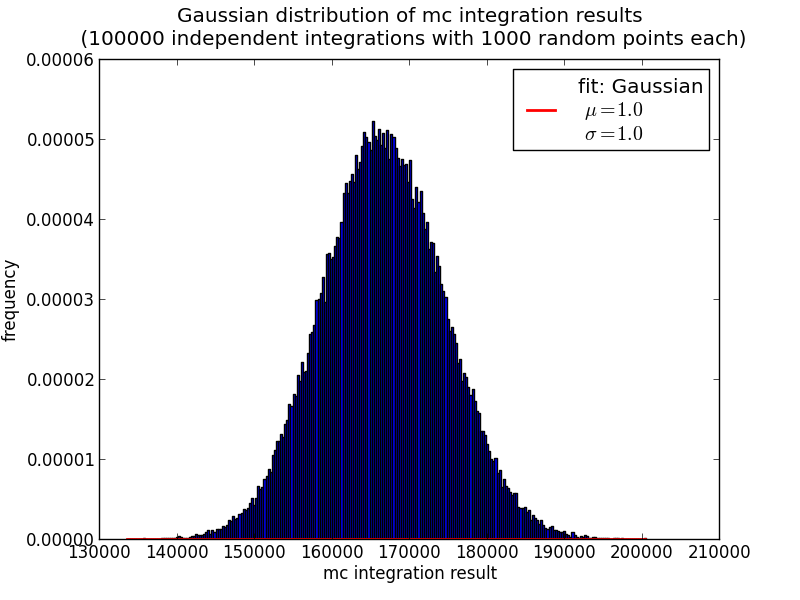 Gaussian distribution of mc integration results
(100000 independent integrations with 1000 random points each)
0.00006
0.00005
0.00004
0.00003
0.00002
0.00001
0.00000
frequency
fit: Gaussian
μ=1.0
σ=1.0
130000 140000 150000 160000 170000 180000 190000 200000 210000
mc integration result